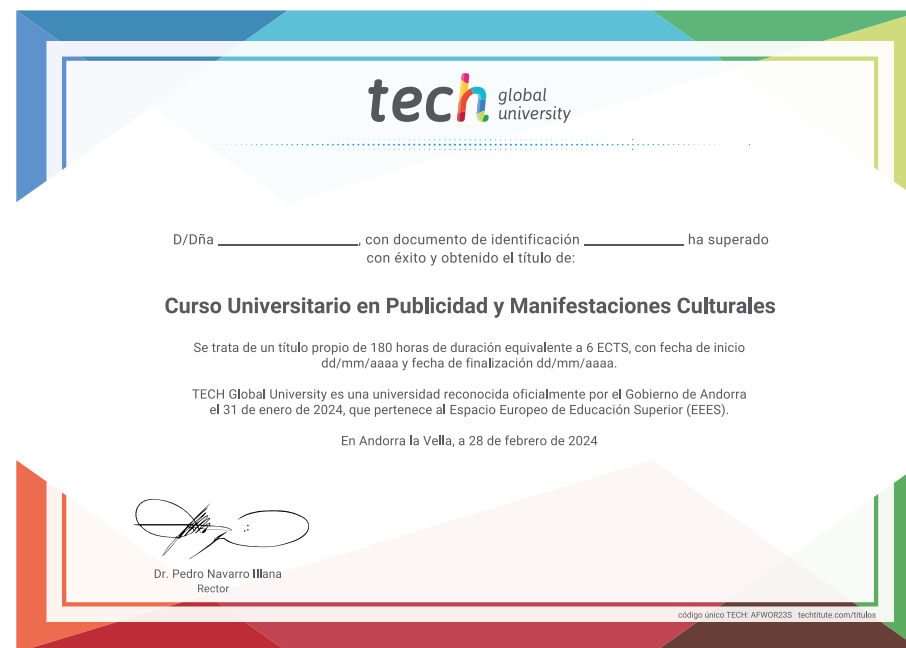 tech global university
D/Dña ____________________, con documento de identificación ______________ ha superado
con éxito y obtenido el título de:
Curso Universitario en Publicidad y Manifestaciones Culturales
Se trata de un título propio de 180 horas de duración equivalente a 6 ECTS, con fecha de inicio
dd/mm/aaaa y fecha de finalización dd/mm/aaaa.
TECH Global University es una universidad reconocida oficialmente por el Gobierno de Andorra
el 31 de enero de 2024, que pertenece al Espacio Europeo de Educación Superior (EEES).
En Andorra la Vella, a 28 de febrero de 2024
Dr. Pedro Navarro Illana
Rector
código único TECH: AFWOR23S techtitute.com/titulos